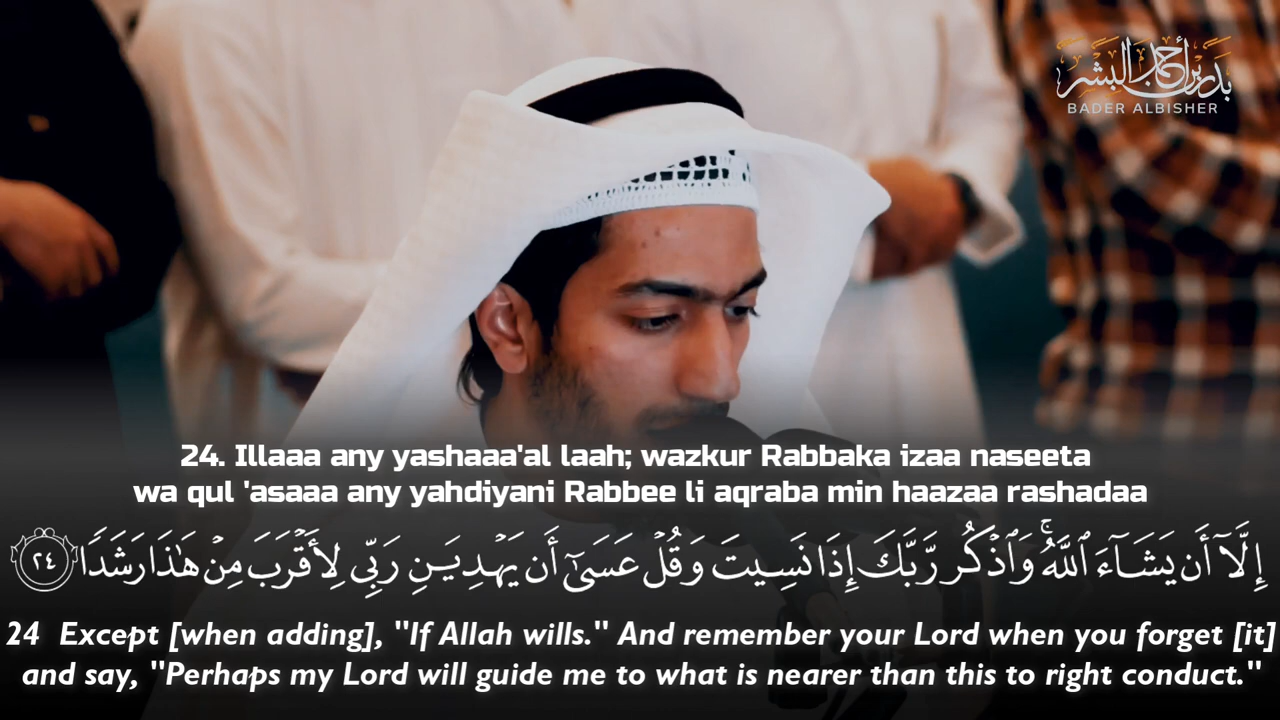 بدر بن أحمد البشر
BADER ALBISHER
24. Illaaa any yashaaa'al laah; wazkur Rabbaka izaa naseeta
wa qul 'asaaa any yahdiyani Rabbee li aqraba min haazaa rashadaa
إِلَّآ أَن يَشَآءَ ٱللَّهُ ۚ وَٱذْكُر رَّبَّكَ إِذَا نَسِيتَ وَقُلْ عَسَىٰٓ أَن يَهْدِيَنِ رَبِّى لِأَقْرَبَ مِنْ هَـٰذَا رَشَدًا ٢٤
24 Except [when adding], "If Allah wills." And remember your Lord when you forget [it]
and say, "Perhaps my Lord will guide me to what is nearer than this to right conduct."